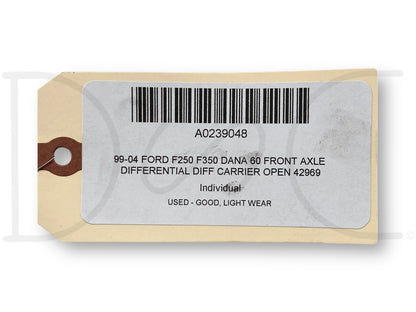 A0239048
99-04 FORD F250 F350 DANA 60 FRONT AXLE
DIFFERENTIAL DIFF CARRIER OPEN 42969
Individual
USED - GOOD, LIGHT WEAR